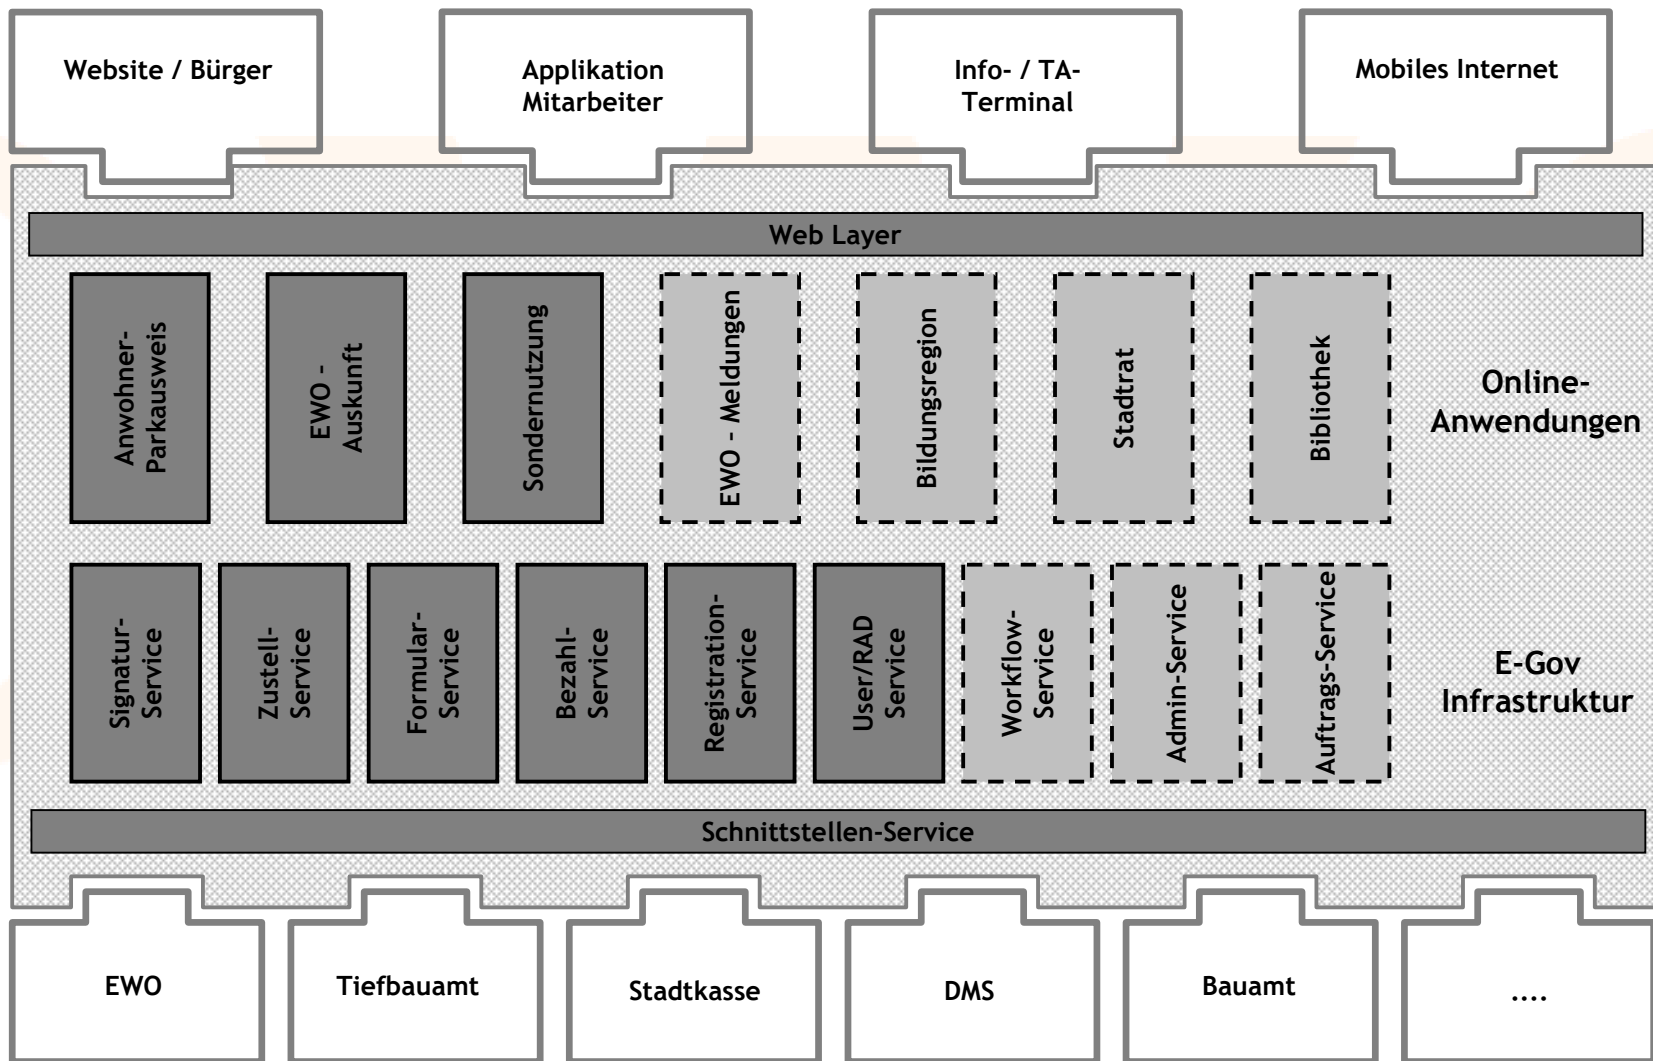 Website / Bürger
Applikation
Mitarbeiter
Info- / TA-
Terminal
Mobiles Internet
Web Layer
Anwohner-
Parkausweis
EWO –
Auskunft
Sondernutzung
EWO – Meldungen
Bildungsregion
Stadtrat
Bibliothek
Online-
Anwendungen
Signatur-
Service
Zustell-
Service
Formular-
Service
Bezahl-
Service
Registration-
Service
User/RAD
Service
Workflow-
Service
Admin-Service
Auftrags-Service
E-Gov
Infrastruktur
Schnittstellen-Service
EWO
Tiefbauamt
Stadtkasse
DMS
Bauamt
....